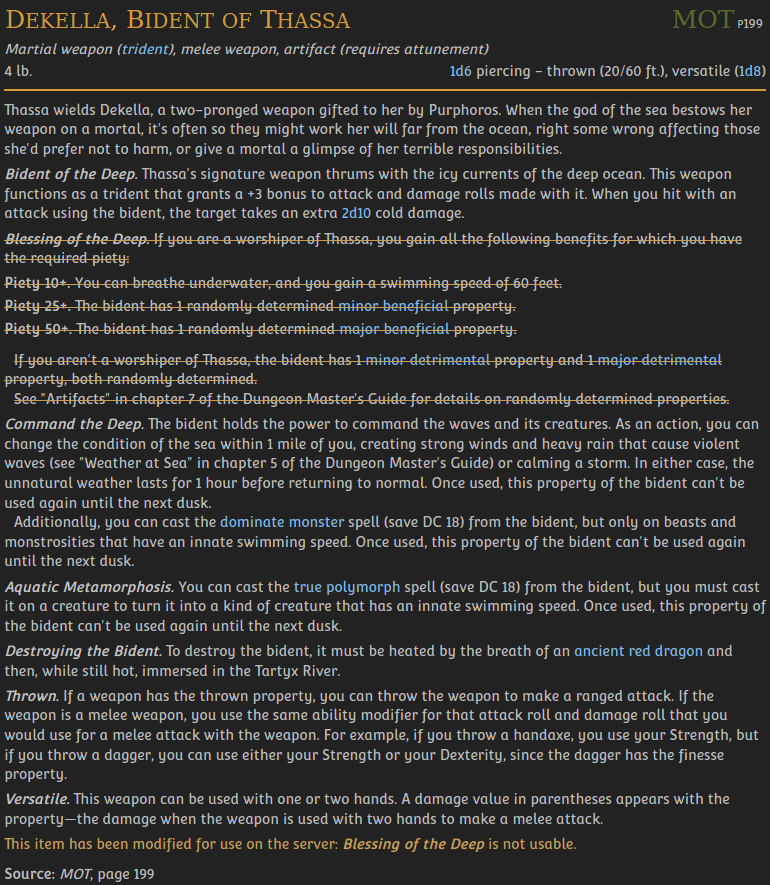 DEKELLA, BIDENT OF THASSA MOT P199
Martial weapon (trident), melee weapon, artifact (requires attunement)
4 lb. 1d6 piercing - thrown (20/60 ft.), versatile (1d8)
Thassa wields Dekella, a two-pronged weapon gifted to her by Purphoros. When the god of the sea bestows her
weapon on a mortal, it's often so they might work her will far from the ocean, right some wrong affecting those
she'd prefer not to harm, or give a mortal a glimpse of her terrible responsibilities.
Bident of the Deep. Thassa's signature weapon thrums with the icy currents of the deep ocean. This weapon
functions as a trident that grants a +3 bonus to attack and damage rolls made with it. When you hit with an
attack using the bident, the target takes an extra 2d10 cold damage.
Blessing of the Deep. If you are a worshiper of Thassa, you gain all the following benefits for which you have
the required piety:
Piety 10+. You can breathe underwater, and you gain a swimming speed of 60 feet.
Piety 25+. The bident has 1 randomly determined minor beneficial property.
Piety 50+. The bident has 1 randomly determined major beneficial property.
If you aren't a worshiper of Thassa, the bident has 1 minor detrimental property and 1 major detrimental
property, both randomly determined.
See "Artifacts" in chapter 7 of the Dungeon Master's Guide for details on randomly determined properties.
Command the Deep. The bident holds the power to command the waves and its creatures. As an action, you can
change the condition of the sea within 1 mile of you, creating strong winds and heavy rain that cause violent
waves (see "Weather at Sea" in chapter 5 of the Dungeon Master's Guide) or calming a storm. In either case, the
unnatural weather lasts for 1 hour before returning to normal. Once used, this property of the bident can't be
used again until the next dusk.
Additionally, you can cast the dominate monster spell (save DC 18) from the bident, but only on beasts and
monstrosities that have an innate swimming speed. Once used, this property of the bident can't be used again
until the next dusk.
Aquatic Metamorphosis. You can cast the true polymorph spell (save DC 18) from the bident, but you must cast
it on a creature to turn it into a kind of creature that has an innate swimming speed. Once used, this property of
the bident can't be used again until the next dusk.
Destroying the Bident. To destroy the bident, it must be heated by the breath of an ancient red dragon and
then, while still hot, immersed in the Tartyx River.
Thrown. If a weapon has the thrown property, you can throw the weapon to make a ranged attack. If the
weapon is a melee weapon, you use the same ability modifier for that attack roll and damage roll that you
would use for a melee attack with the weapon. For example, if you throw a handaxe, you use your Strength, but
if you throw a dagger, you can use either your Strength or your Dexterity, since the dagger has the finesse
property.
Versatile. This weapon can be used with one or two hands. A damage value in parentheses appears with the
property—the damage when the weapon is used with two hands to make a melee attack.
This item has been modified for use on the server: Blessing of the Deep is not usable.
Source: MOT, page 199